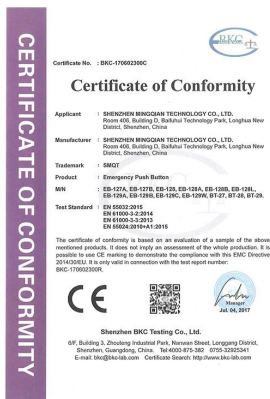 BKC
CERTIFICATE OF CONFORMITY
Certificate No. : BKC-170602300C
Certificate of Conformity
Applicant : SHENZHEN MINGQIAN TECHNOLOGY CO., LTD.
Room 406, Building D, Baifuhui Technology Park, Longhua New
District, Shenzhen, China
Manufacturer : SHENZHEN MINGQIAN TECHNOLOGY CO., LTD.
Room 406, Building D, Baifuhui Technology Park, Longhua New
District, Shenzhen, China
Trademark : SMQT
Product : Emergency Push Button
M/N : EB-127A, EB-127B, EB-126, EB-128A, EB-128B, EB-128L,
EB-129A, EB-129B, EB-129C, EB-129W, BT-27, BT-28, BT-29.
Test Standard : EN 55032:2015
EN 61000-3-2:2014
EN 61000-3-3:2013
EN 55024:2010+A1:2015
The certificate of conformity is based on an evaluation of a sample of the above
mentioned products. It does not imply an assessment of the whole production. It is
possible to use CE marking to demonstrate the compliance with this EMC Directive
2014/30/EU. It is only valid in connection with the test report number:
BKC-170602300R.
CE
Manager
Jul. 04, 2017
Shenzhen BKC Testing Co., Ltd.
6/F, Building 3, Zhouteng Industrial Park, Nanwan Street, Longgang District,
Shenzhen, Guangdong, China. Tel:4000-875-382 0755-32925341
E-mail: bkc@bkc-lab.com Certificate Search: http://www.bkc-lab.com